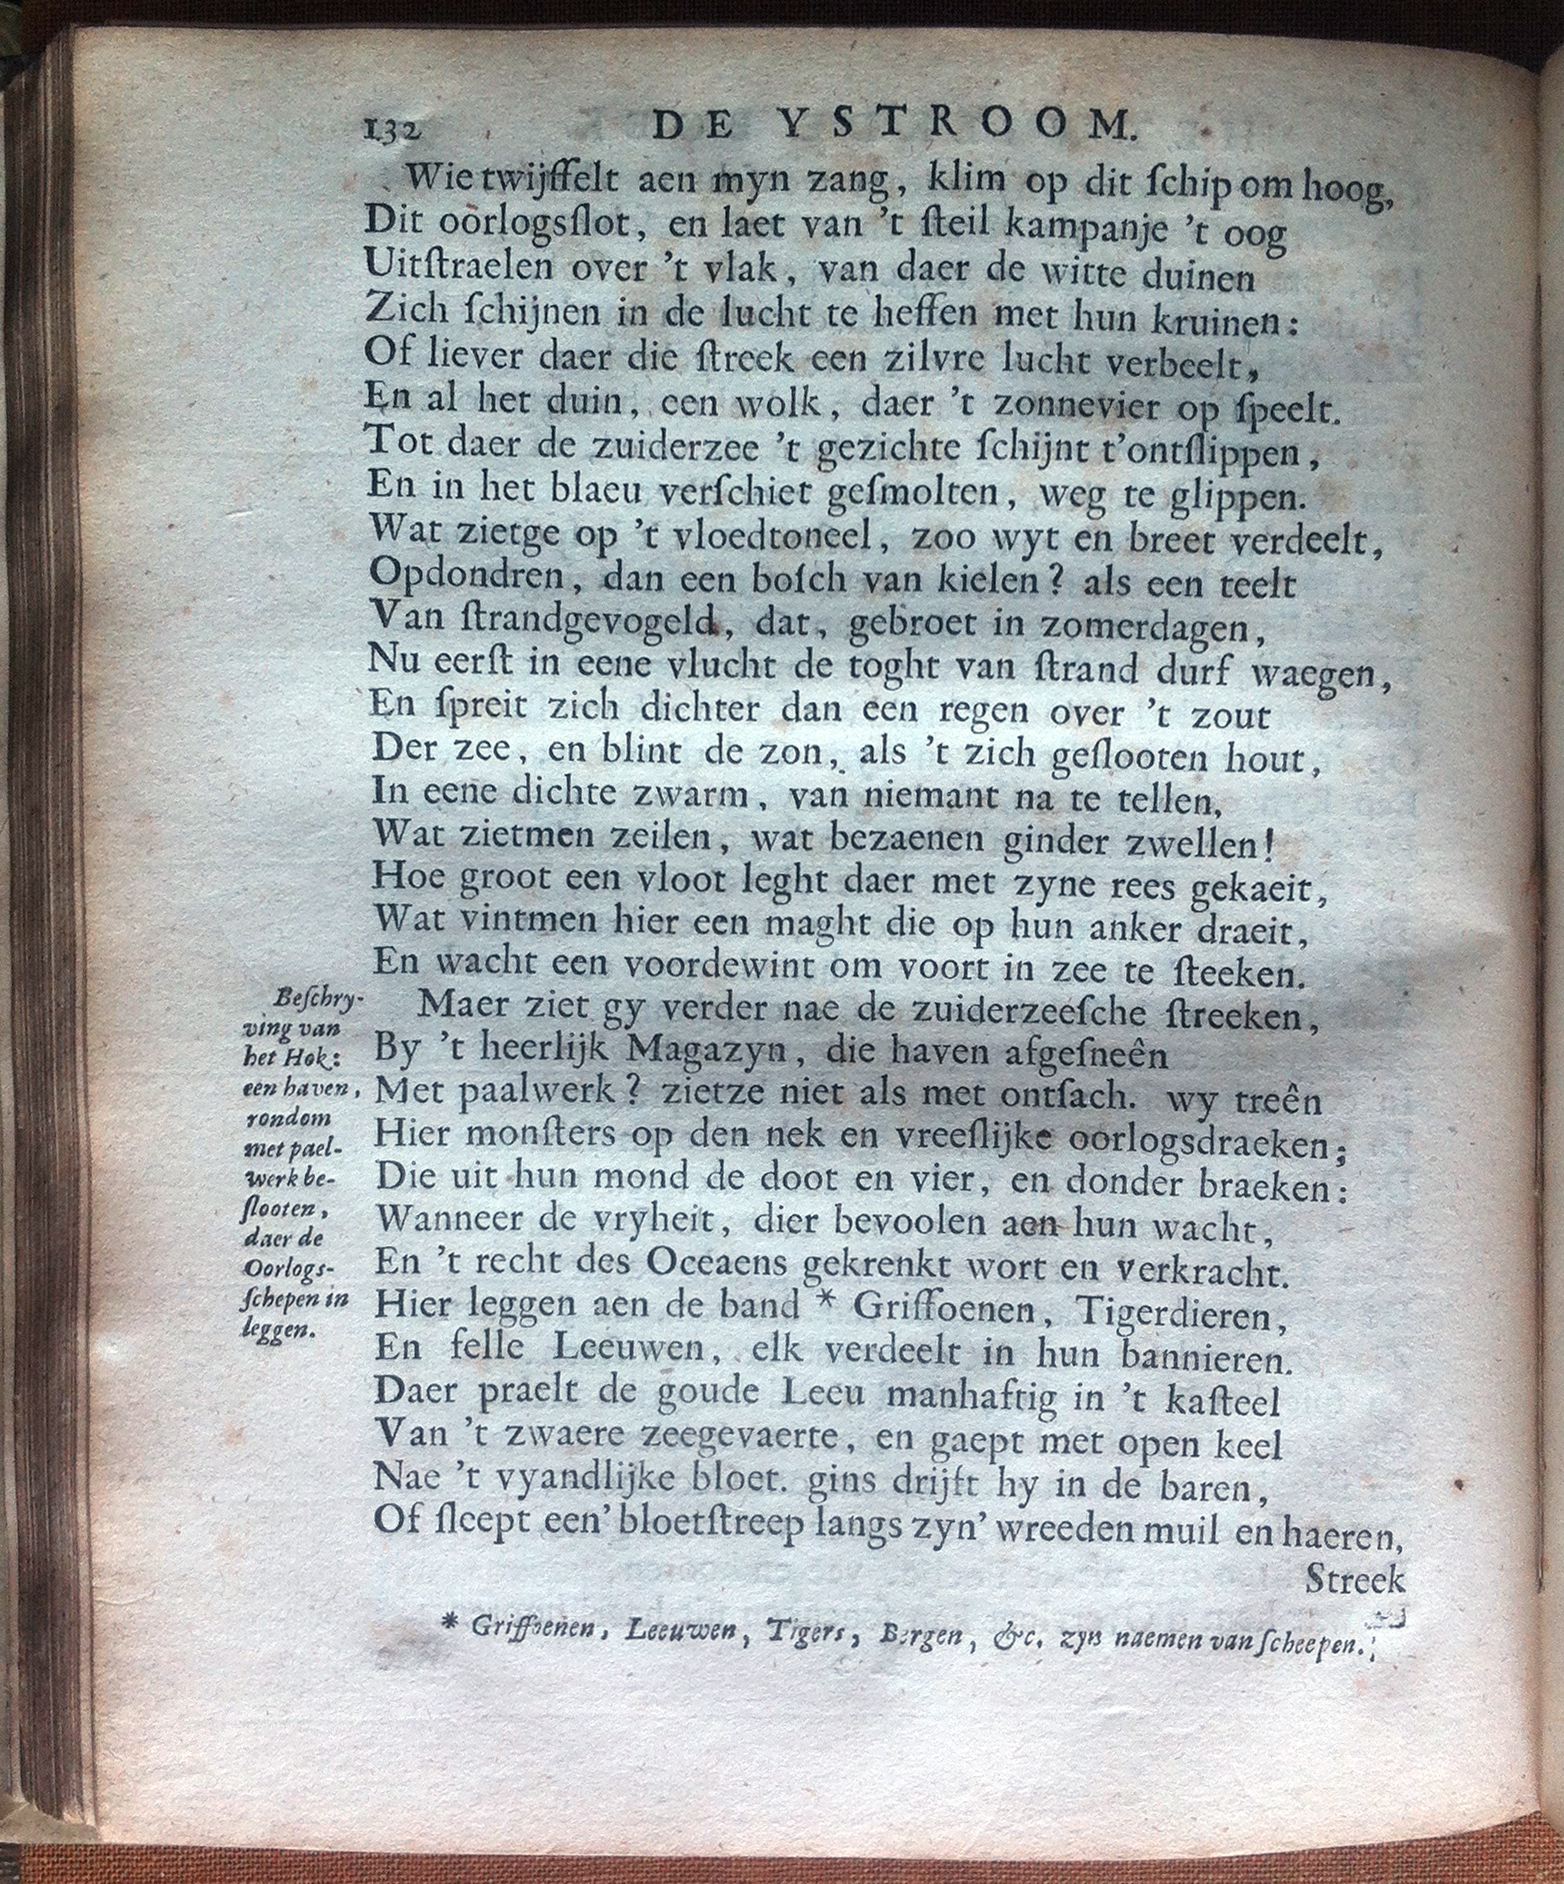 132 DE YSTROOM.
Wie twijffelt aen myn zang, klim op dit ſchip om hoog,
Dit oorlogsſlot, en laet van 't ſteil kampanje 't oog
Uitſtraelen over 't vlak, van daer de witte duinen
Zich ſchijnen in de lucht te heffen met hun kruinen:
Of liever daer die ſtreek een zilvre lucht verbeelt,
En al het duin, een wolk, daer 't zonnevier op ſpeelt.
Tot daer de zuiderzee 't gezichte ſchijnt t'ontſlippen,
En in het blaeu verſchiet geſmolten, weg te glippen.
Wat zietge op 't vloedtoneel, zoo wyt en breet verdeelt,
Opdondren, dan een boſch van kielen? als een teelt
Van ſtrandgevogeld, dat, gebroet in zomerdagen,
Nu eerſt in eene vlucht de toght van ſtrand durf waegen,
En ſpreit zich dichter dan een regen over 't zout
Der zee, en blint de zon, als 't zich geſlooten hout,
In eene dichte zwarm, van niemant na te tellen,
Wat zietmen zeilen, wat bezaenen ginder zwellen!
Hoe groot een vloot leght daer met zyne rees gekaeit,
Wat vintmen hier een maght die op hun anker draeit,
En wacht een voordewint om voort in zee te ſteeken.
Maer ziet gy verder nae de zuiderzeeſche ſtreeken,
By 't heerlijk Magazyn, die haven afgeſneên
Met paalwerk? zietze niet als met ontſach. wy treên
Hier monſters op den nek en vreeſlijke oorlogsdraeken;
Die uit hun mond de doot en vier, en donder braeken:
Wanneer de vryheit, dier bevoolen aen hun wacht,
En 't recht des Oceaens gekrenkt wort en verkracht.
Hier leggen aen de band * Griffoenen, Tigerdieren,
En felle Leeuwen, elk verdeelt in hun bannieren.
Daer praelt de goude Leeu manhaftig in 't kaſteel
Van 't zwaere zeegevaerte, en gaept met open keel
Nae 't vyandlijke bloet. gins drijft hy in de baren,
Of ſleept een' bloetſtreep langs zyn' wreeden muil en haeren,
Streek
Beſchry-
ving van
het Hok:
een haven,
rondom
met pael-
werk be-
ſlooten,
daer de
Oorlogs-
ſchepen in
leggen.
* Griffoenen, Leeuwen, Tigers, Bergen, &c. zyn naemen van ſcheepen.